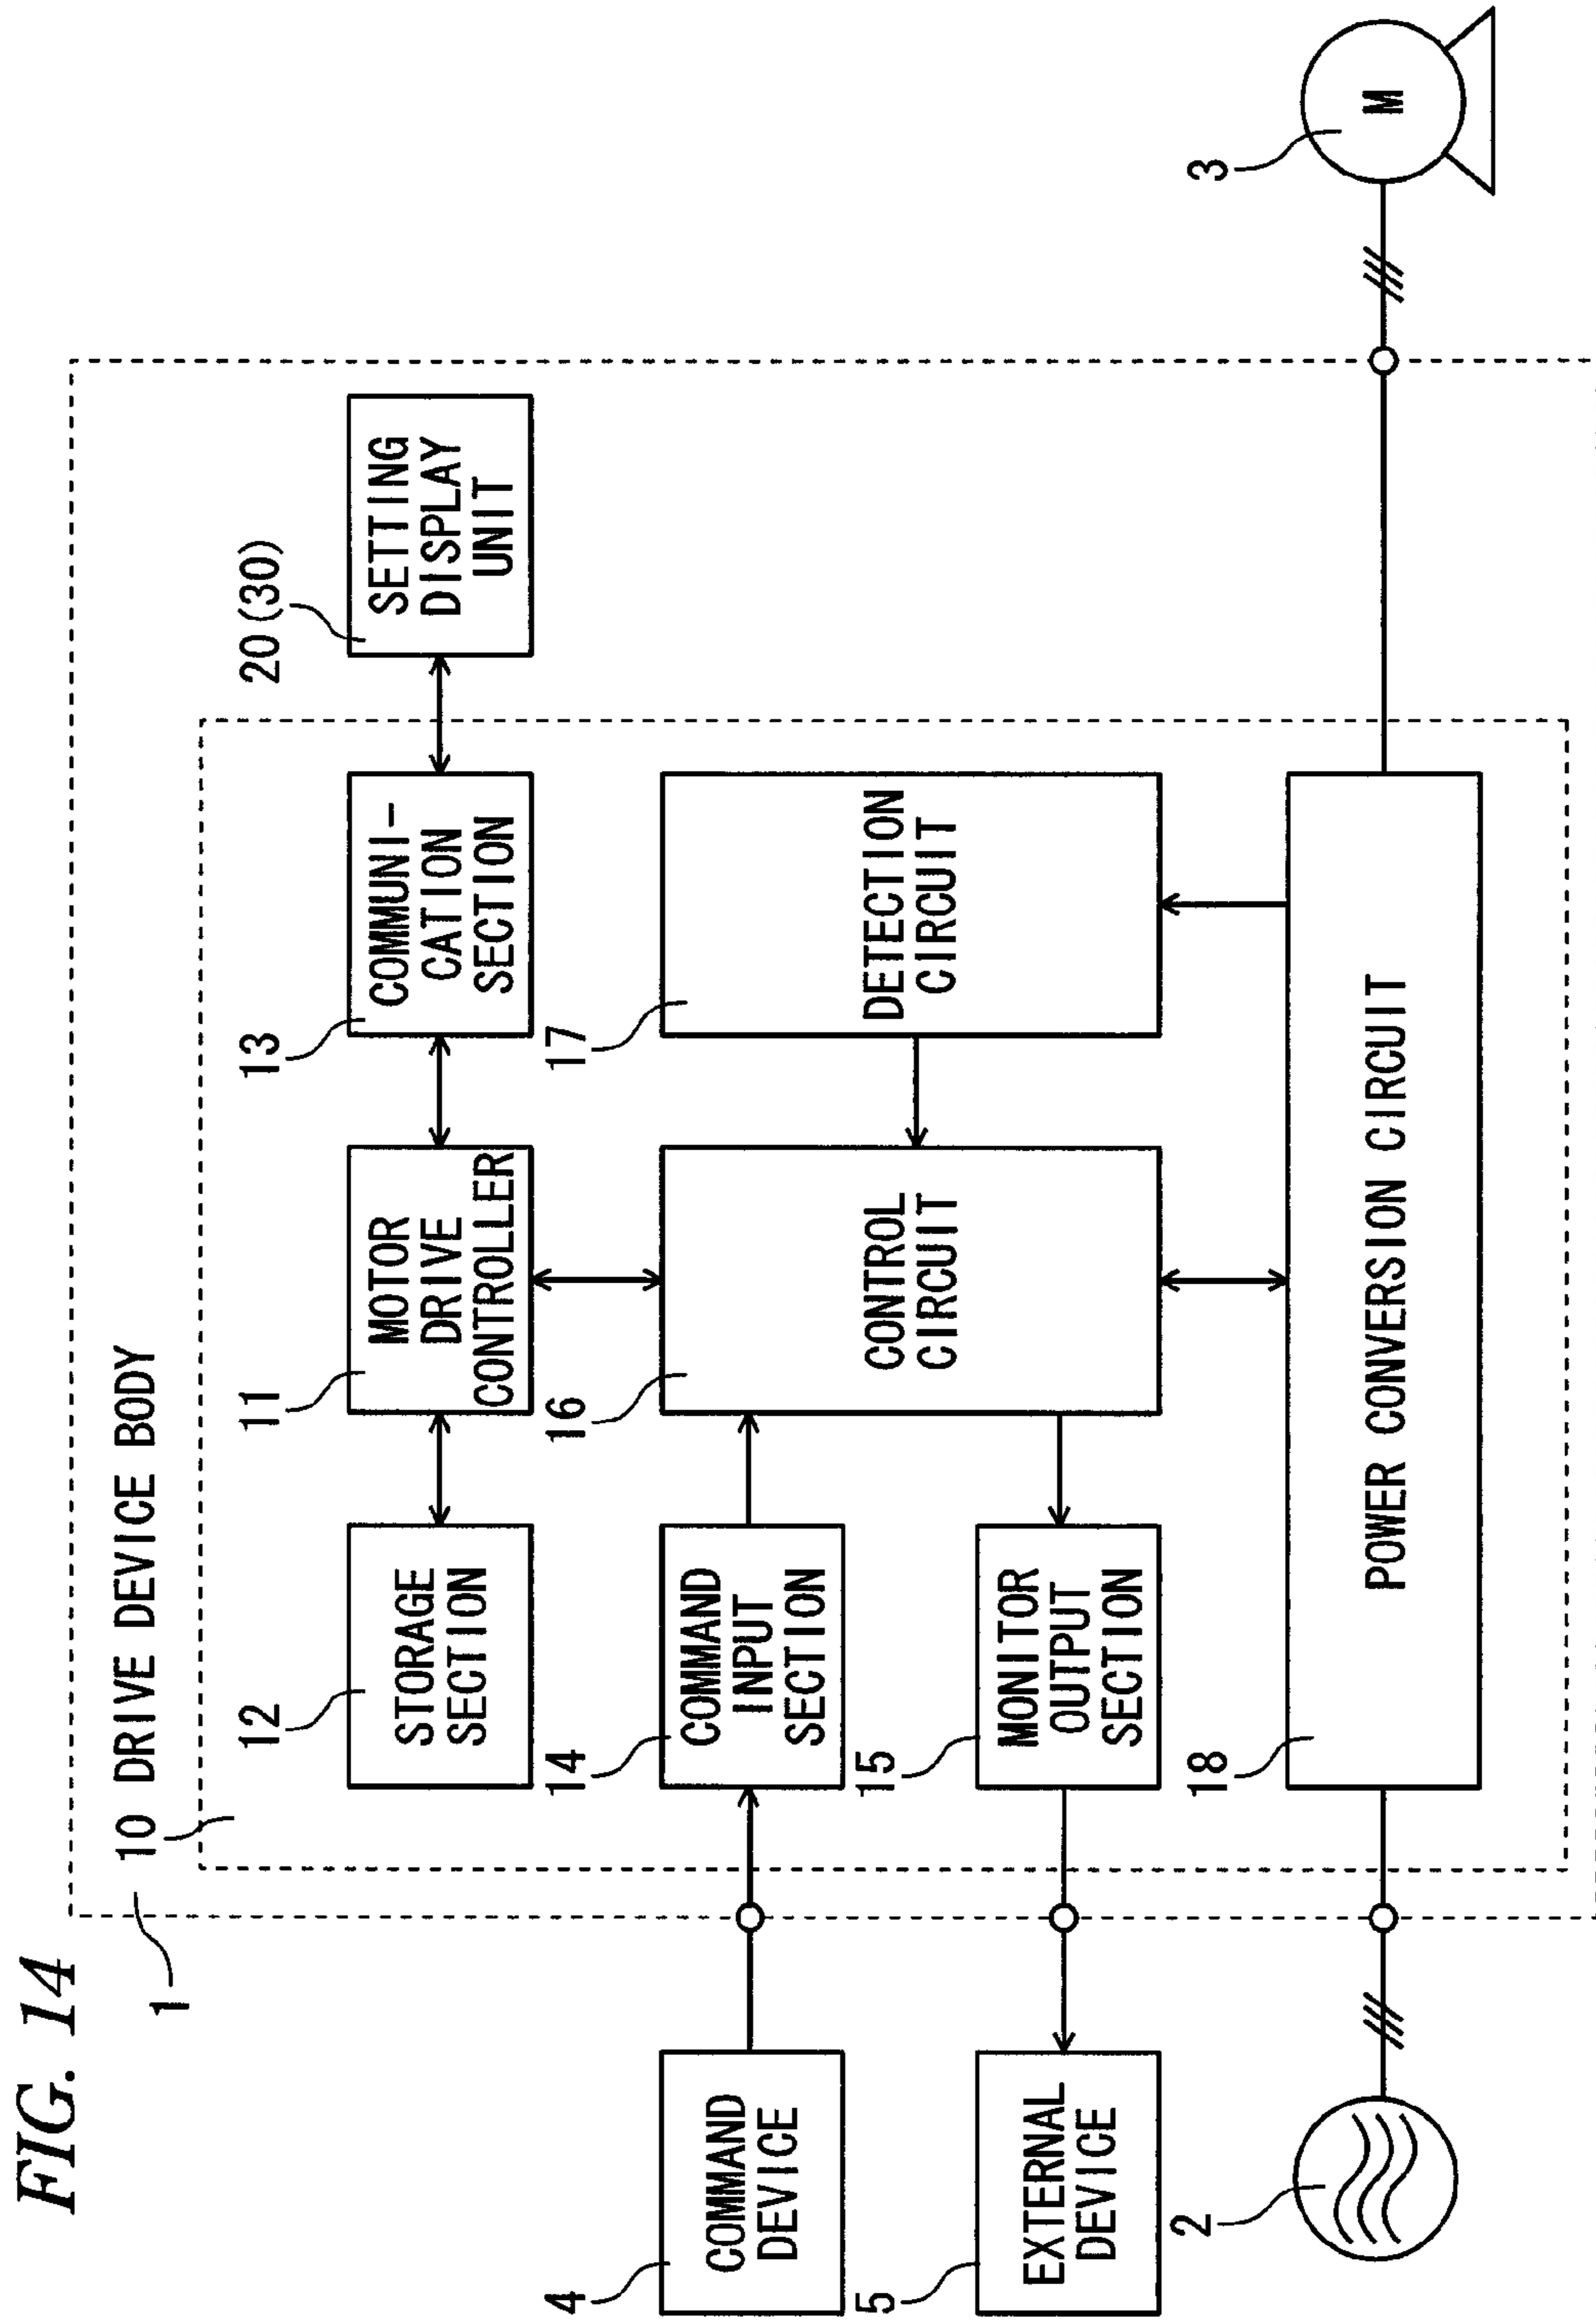 FIG. 14
1
10 DRIVE DEVICE BODY
12
STORAGE
SECTION
11
MOTOR
DRIVE
CONTROLLER
13
COMMUNI-
CATION
SECTION
20(30)
SETTING
DISPLAY
UNIT
4
COMMAND
DEVICE
14
COMMAND
INPUT
SECTION
16
CONTROL
CIRCUIT
17
DETECTION
CIRCUIT
5
EXTERNAL
DEVICE
15
MONITOR
OUTPUT
SECTION
2
18
POWER CONVERSION CIRCUIT
3
M